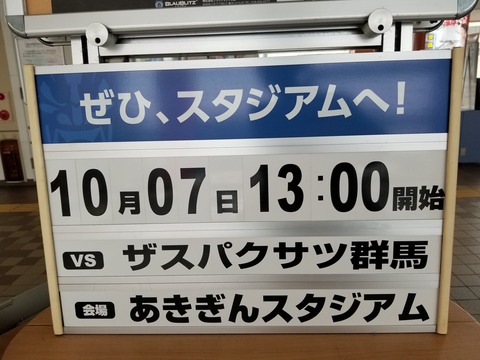 BLAUBLITZ
ぜひ、スタジアムへ!
10月07日 13:00開始
VS ザスパクサツ群馬
会場 あきぎんスタジアム